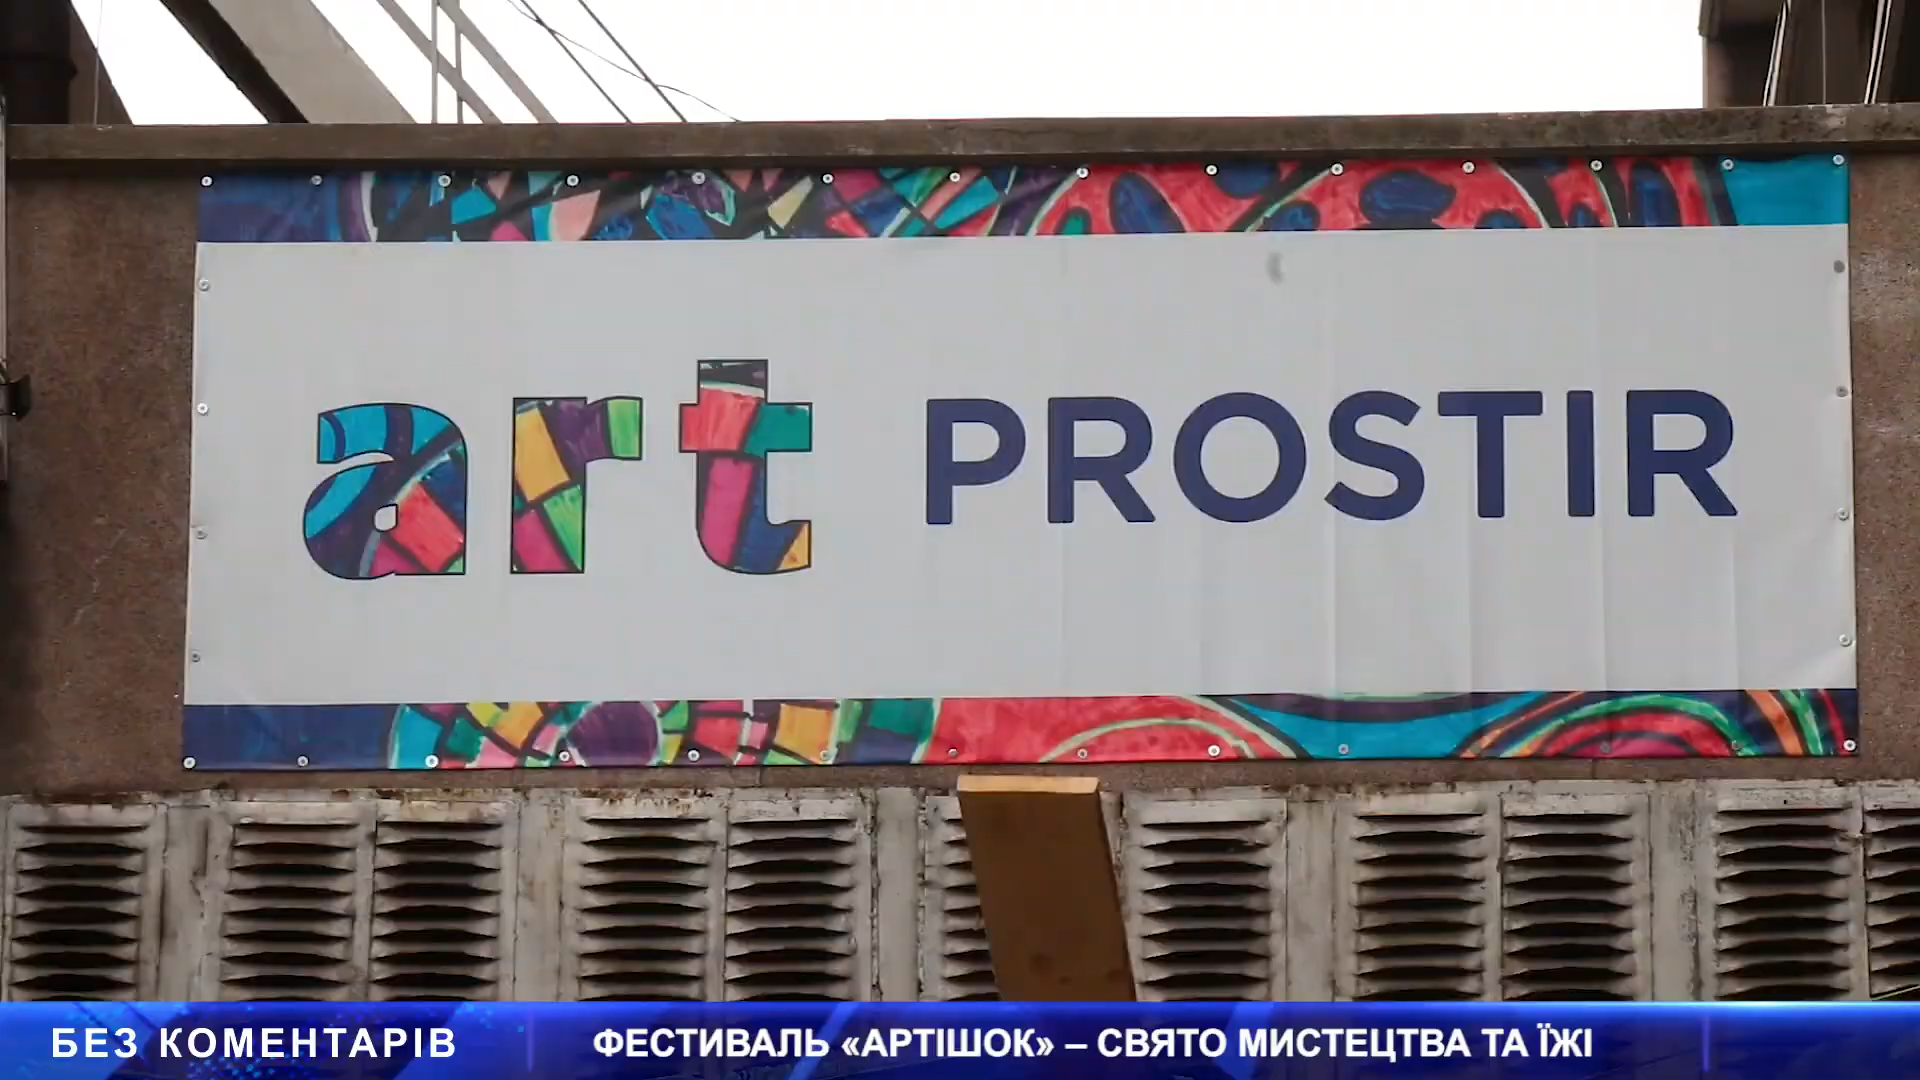 art PROSTIR
БЕЗ КОМЕНТАРІВ
ФЕСТИВАЛЬ «АРТІШОК» – СВЯТО МИСТЕЦТВА ТА ЇЖІ